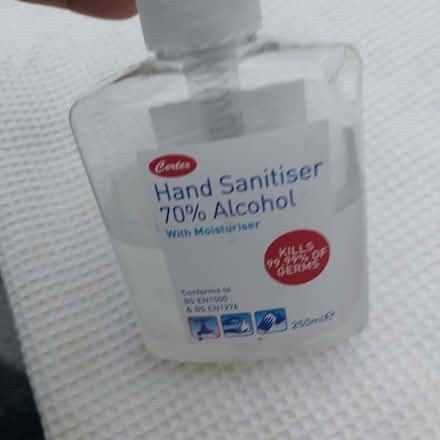 Certex
Hand Sanitiser
70% Alcohol
With Moisturiser
KILLS
99.99% OF
GERMS
Conforms to
BS EN1500
& BS EN1276
250ml℮